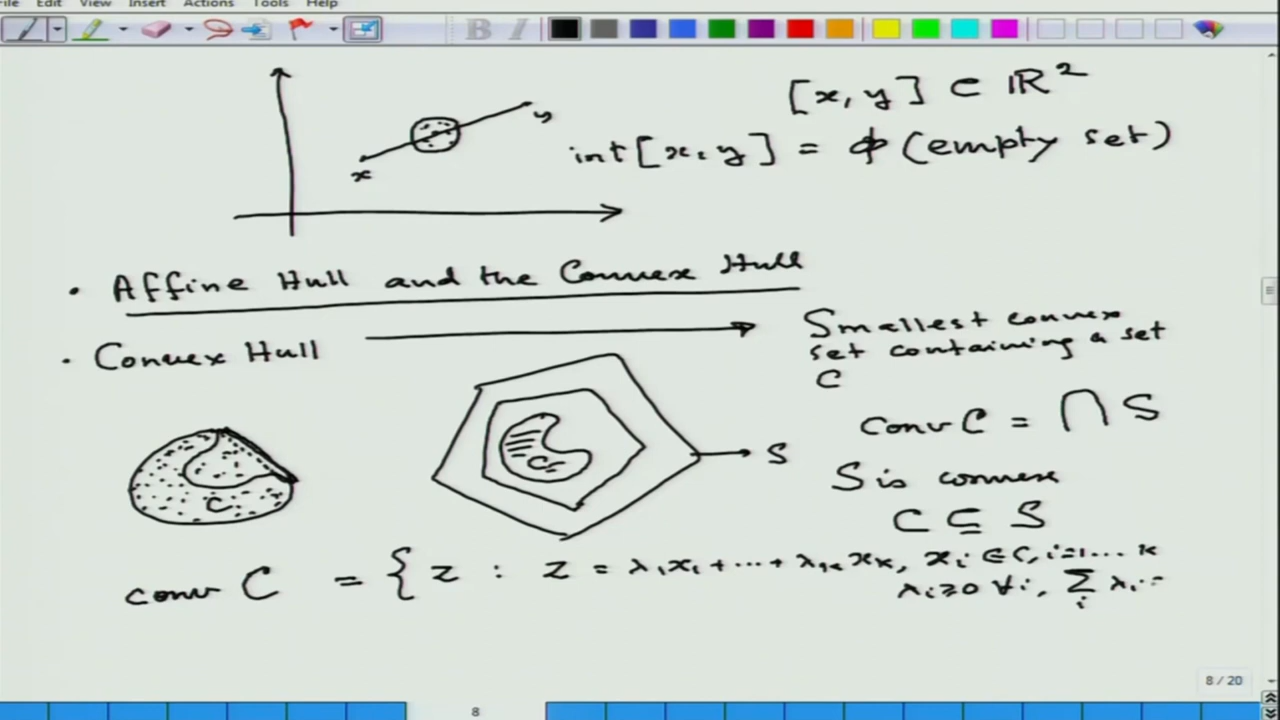 File Edit View Insert Actions Tools Help
B I
[x, y] ⊂ ℝ²
y
int[x, y] = φ (empty set)
x
• Affine Hull and the Convex Hull
• Convex Hull
Smallest convex
set containing a set
C
conv C = ⋂ S
S
C
C
S is convex
C ⊆ S
conv C = { z : z = λ₁x₁ + ... + λₖxₖ, xᵢ ∈ C, i=1... k
λᵢ ≥ 0 ∀i, ∑ᵢ λᵢ..
8 / 20
8